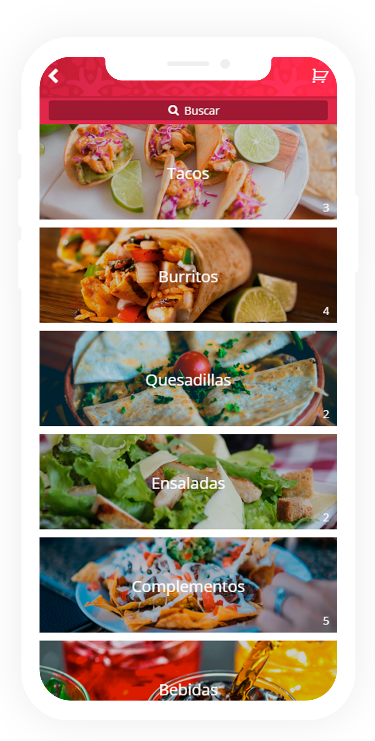 Buscar
Tacos
3
Burritos
4
Quesadillas
2
Ensaladas
2
Complementos
5
Bebidas